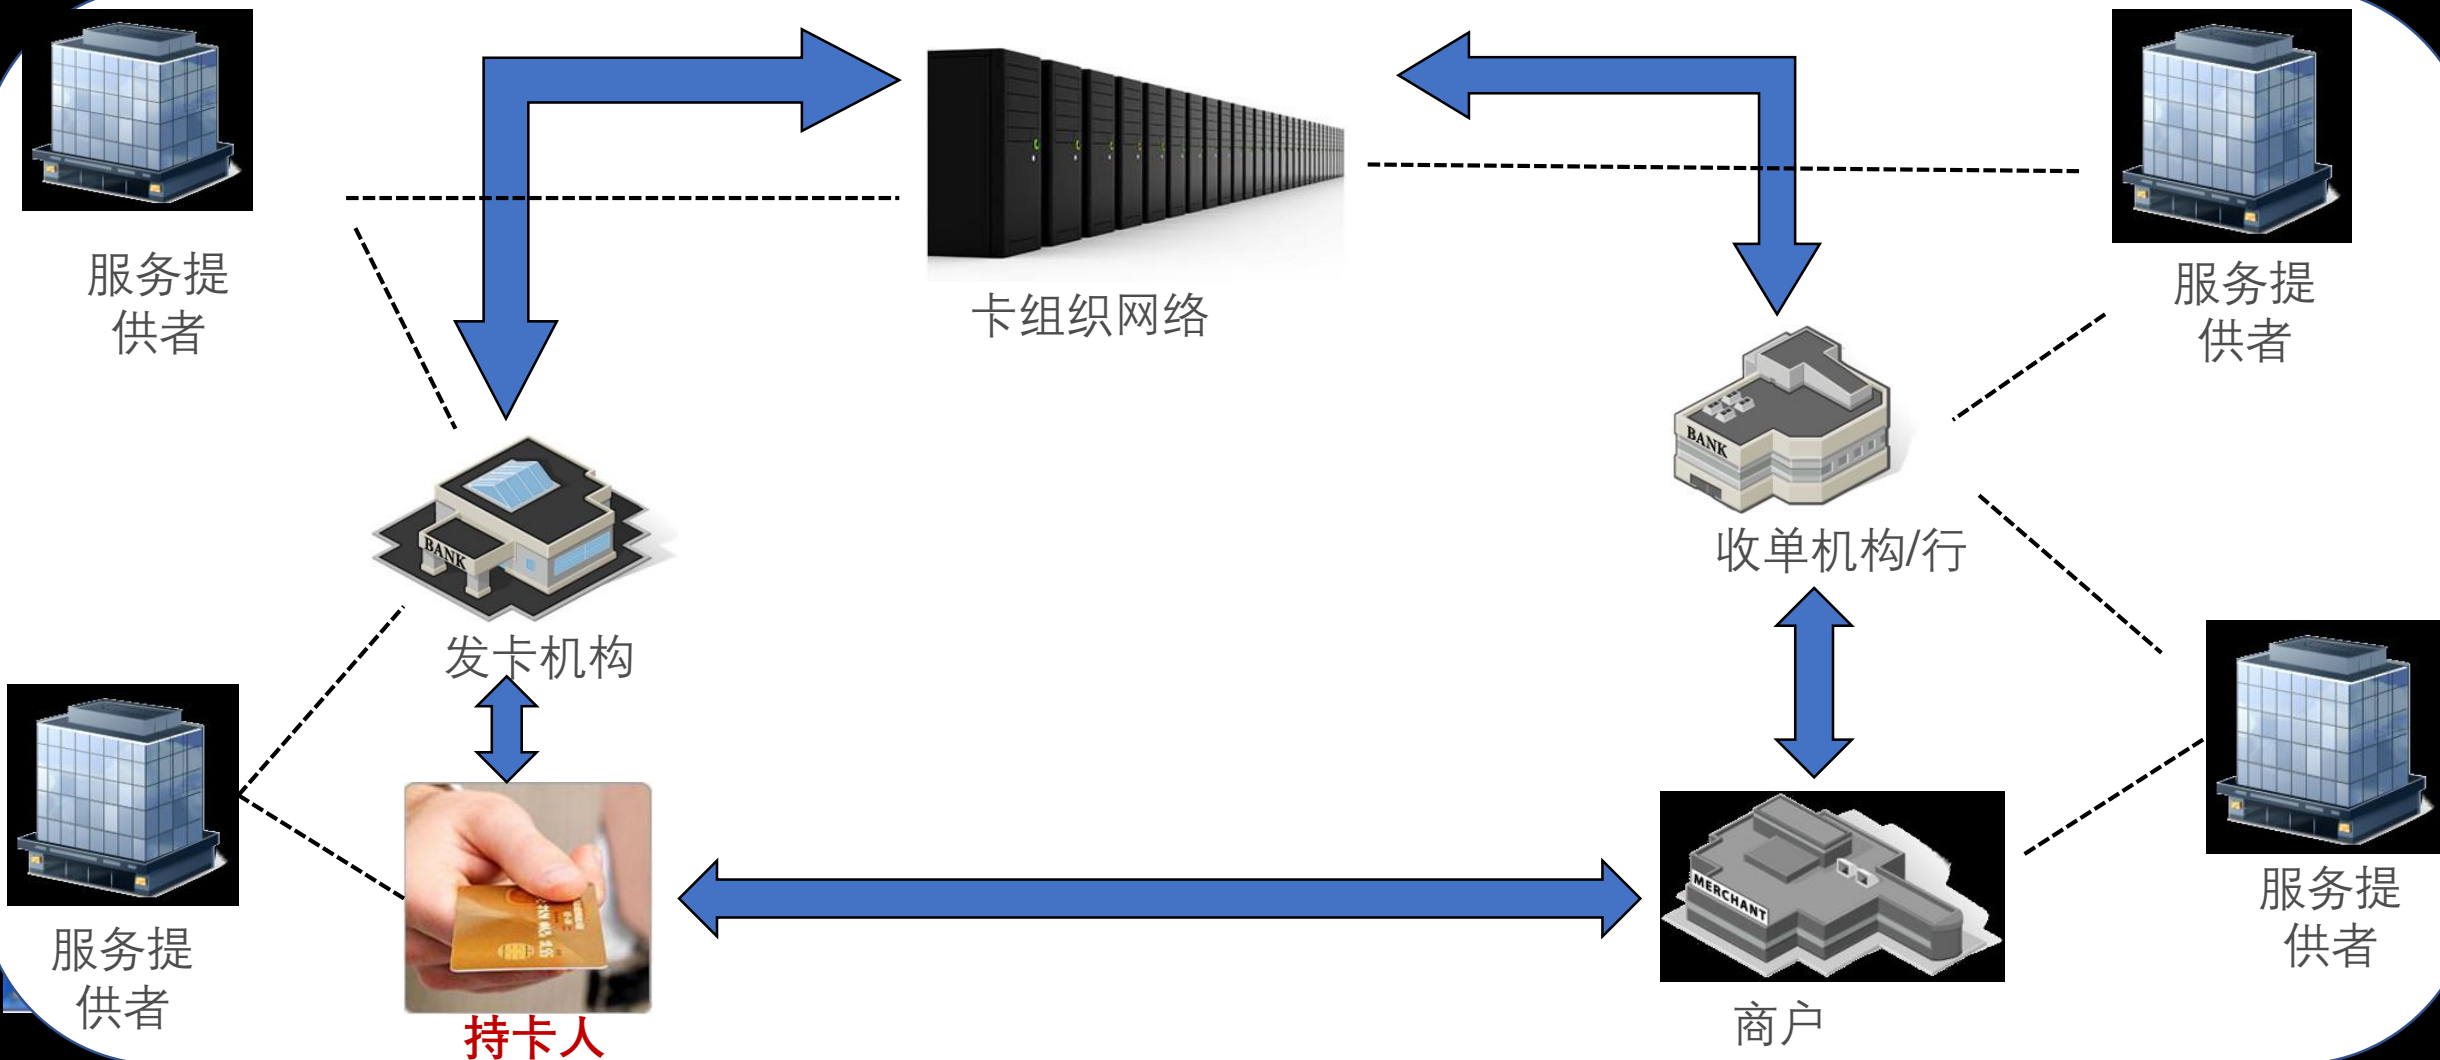 服务提
供者
卡组织网络
服务提
供者
BANK
收单机构/行
BANK
发卡机构
服务提
供者
持卡人
MERCHANT
商户
服务提
供者